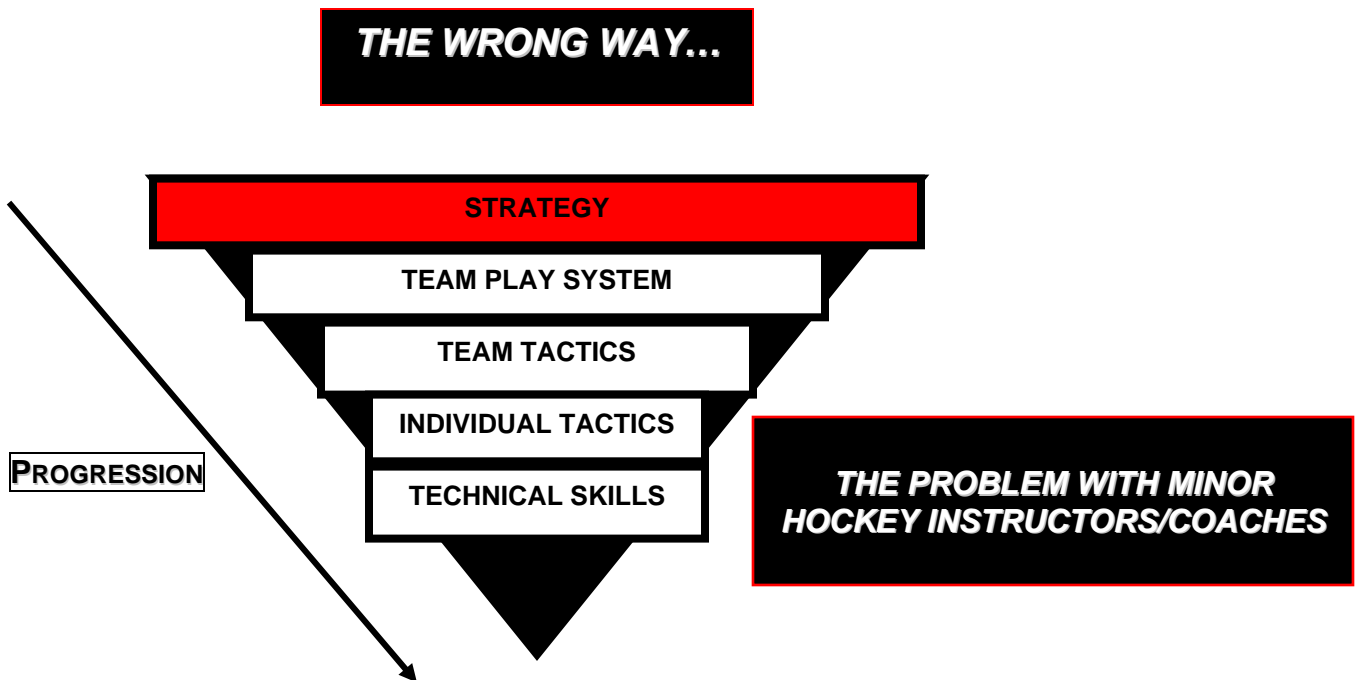 THE WRONG WAY...
STRATEGY
TEAM PLAY SYSTEM
TEAM TACTICS
INDIVIDUAL TACTICS
PROGRESSION
TECHNICAL SKILLS
THE PROBLEM WITH MINOR
HOCKEY INSTRUCTORS/COACHES